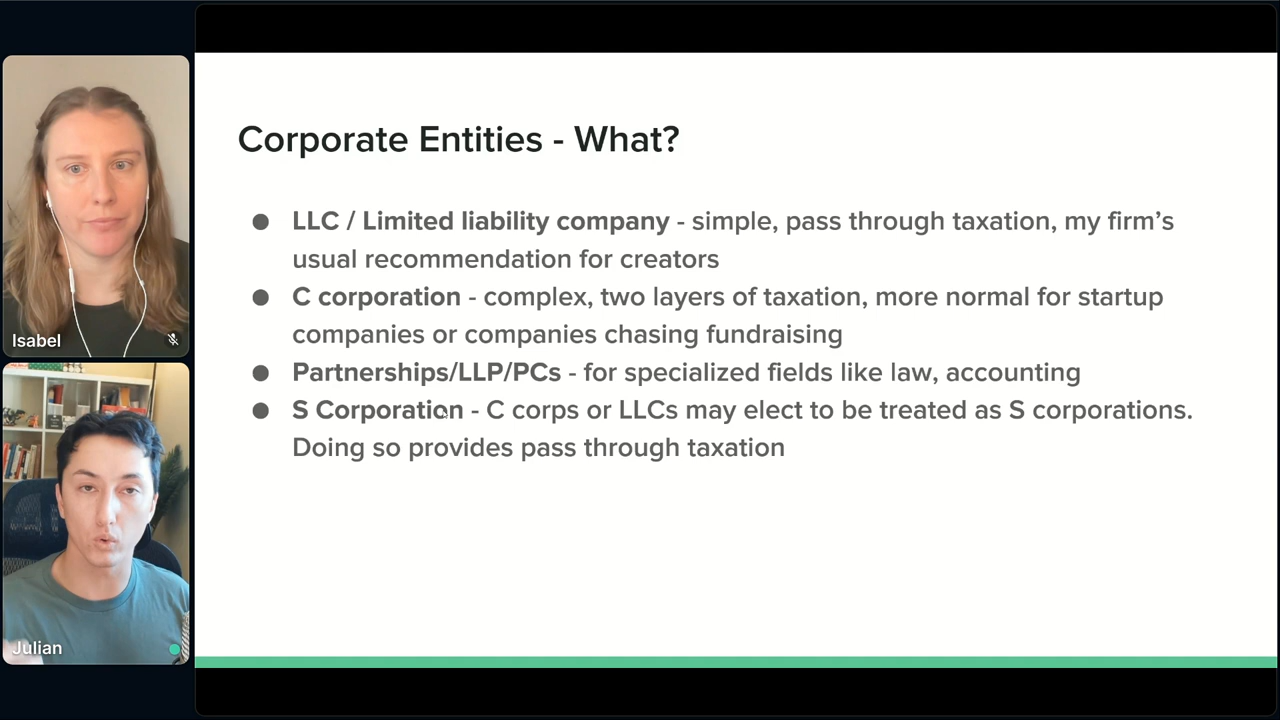 Corporate Entities - What?
● LLC / Limited liability company - simple, pass through taxation, my firm’s
usual recommendation for creators
● C corporation - complex, two layers of taxation, more normal for startup
companies or companies chasing fundraising
● Partnerships/LLP/PCs - for specialized fields like law, accounting
● S Corporation - C corps or LLCs may elect to be treated as S corporations.
Doing so provides pass through taxation
Isabel
Julian